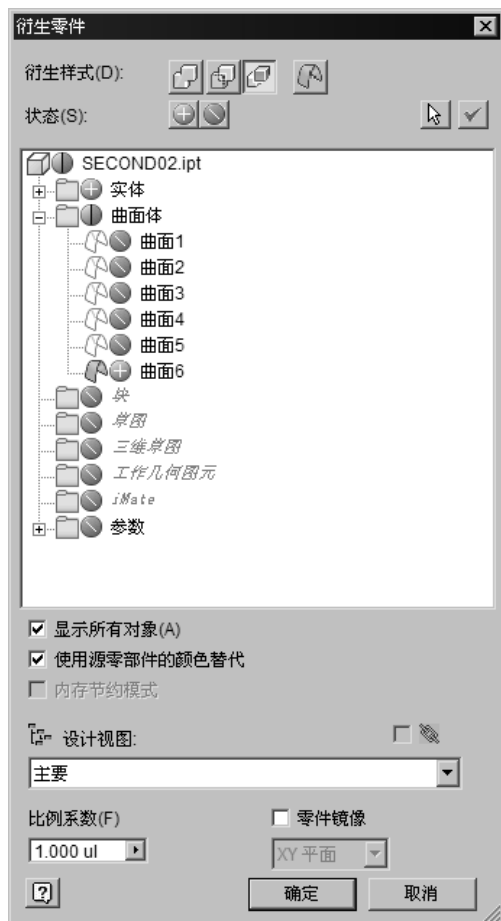 衍生零件
衍生样式(D):
状态(S):
SECOND02.ipt
实体
曲面体
曲面1
曲面2
曲面3
曲面4
曲面5
曲面6
块
草图
三维草图
工作几何图元
iMate
参数
显示所有对象(A)
使用源零部件的颜色替代
内存节约模式
设计视图:
主要
比例系数(F)
零件镜像
1.000 ul
XY 平面
确定
取消